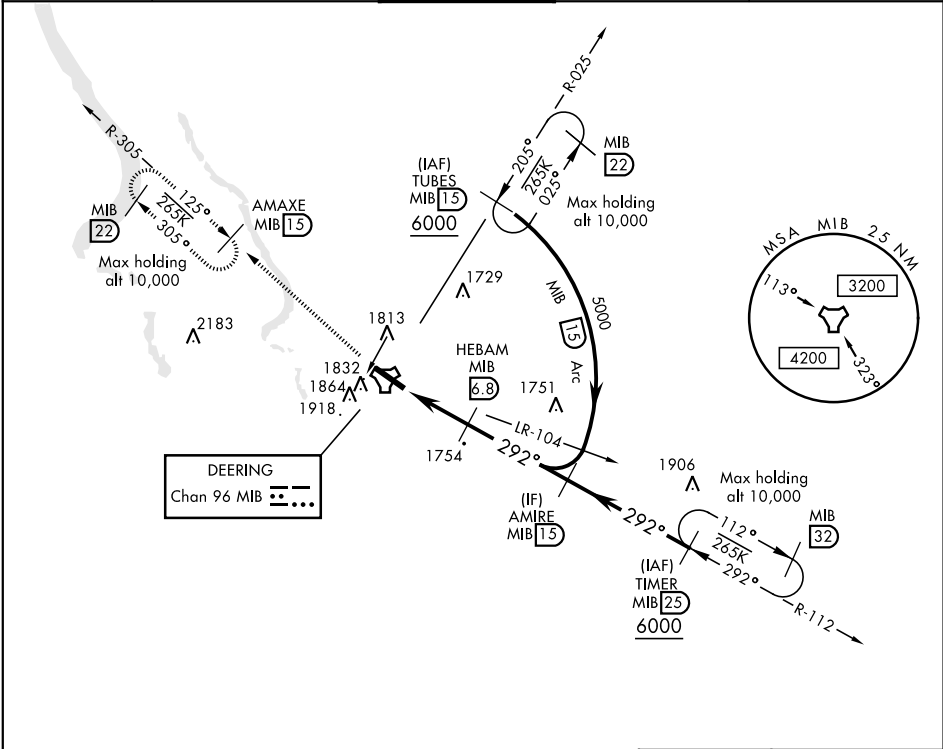 R-025
R-305
205°
265K
025°
MIB
22
(IAF)
TUBES
MIB 15
6000
Max holding
alt 10,000
125°
265K
305°
MIB
22
AMAXE
MIB 15
Max holding
alt 10,000
MSA MIB 25 NM
113°
3200
4200
323°
1729
MIB
15
Arc
5000
2183
1813
1832
1864
1918
HEBAM
MIB
6.8
1751
LR-104
1754
292°
DEERING
Chan 96 MIB
(IF)
AMIRE
MIB 15
1906
Max holding
alt 10,000
MIB
32
112°
265K
292°
292°
(IAF)
TIMER
MIB 25
6000
R-112